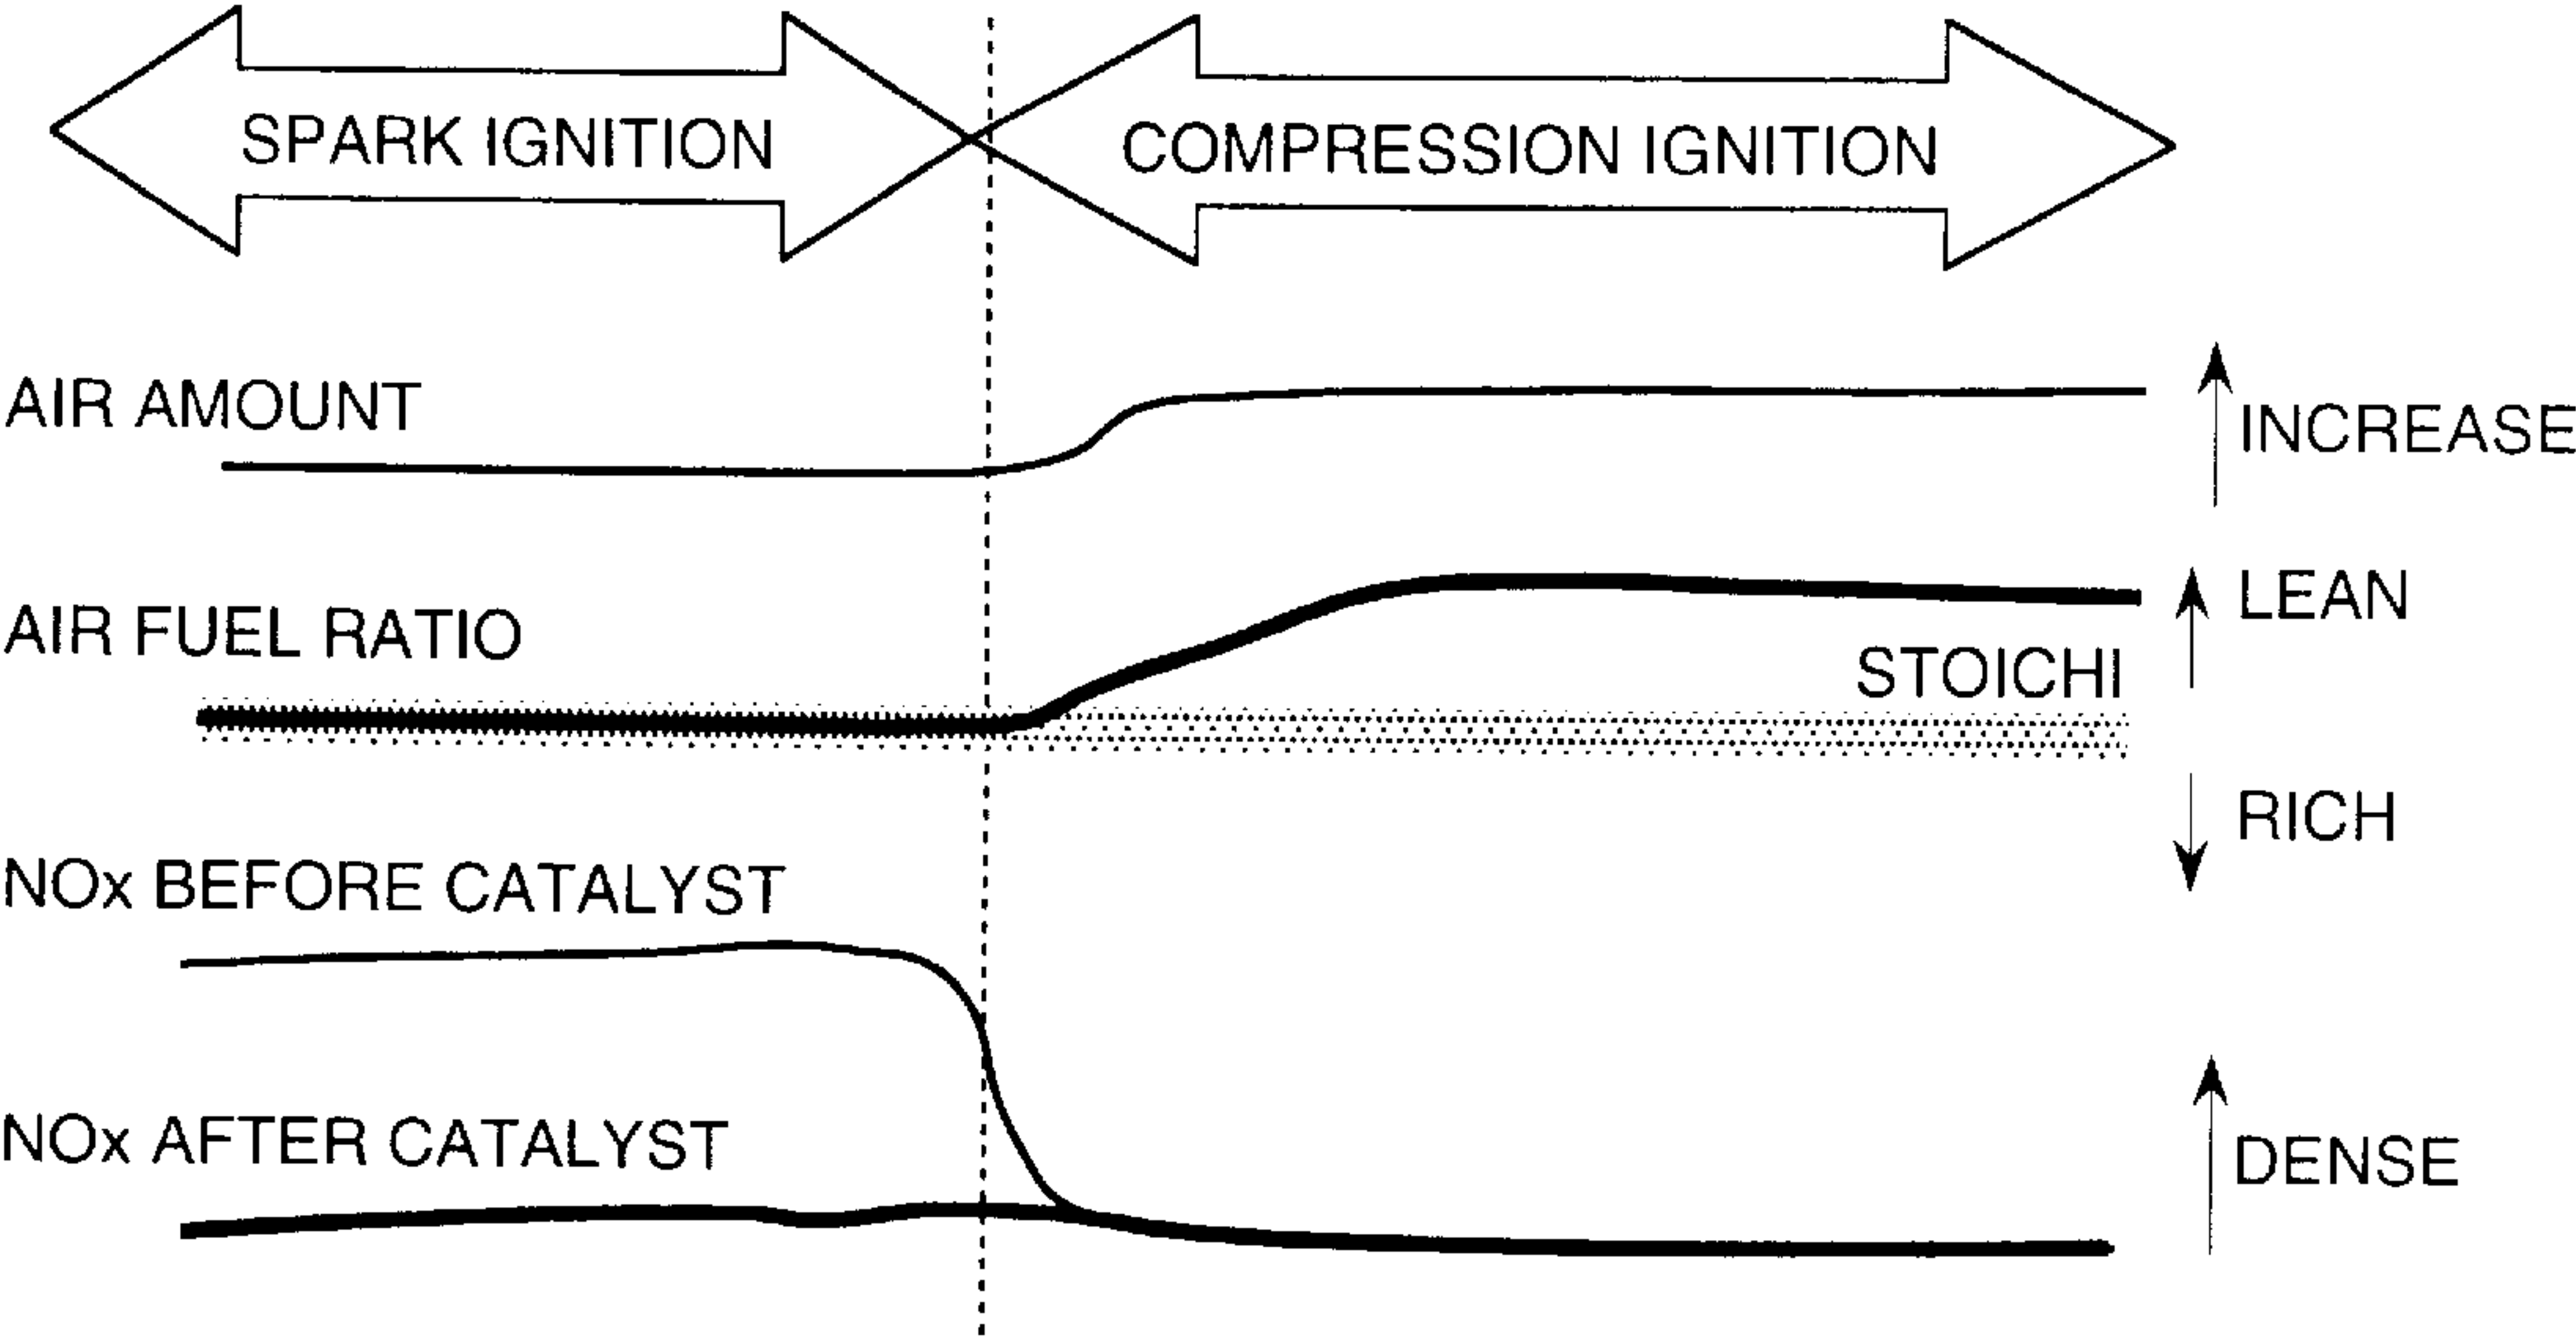 SPARK IGNITION
COMPRESSION IGNITION
AIR AMOUNT
INCREASE
LEAN
AIR FUEL RATIO
STOICHI
RICH
NOx BEFORE CATALYST
NOx AFTER CATALYST
DENSE